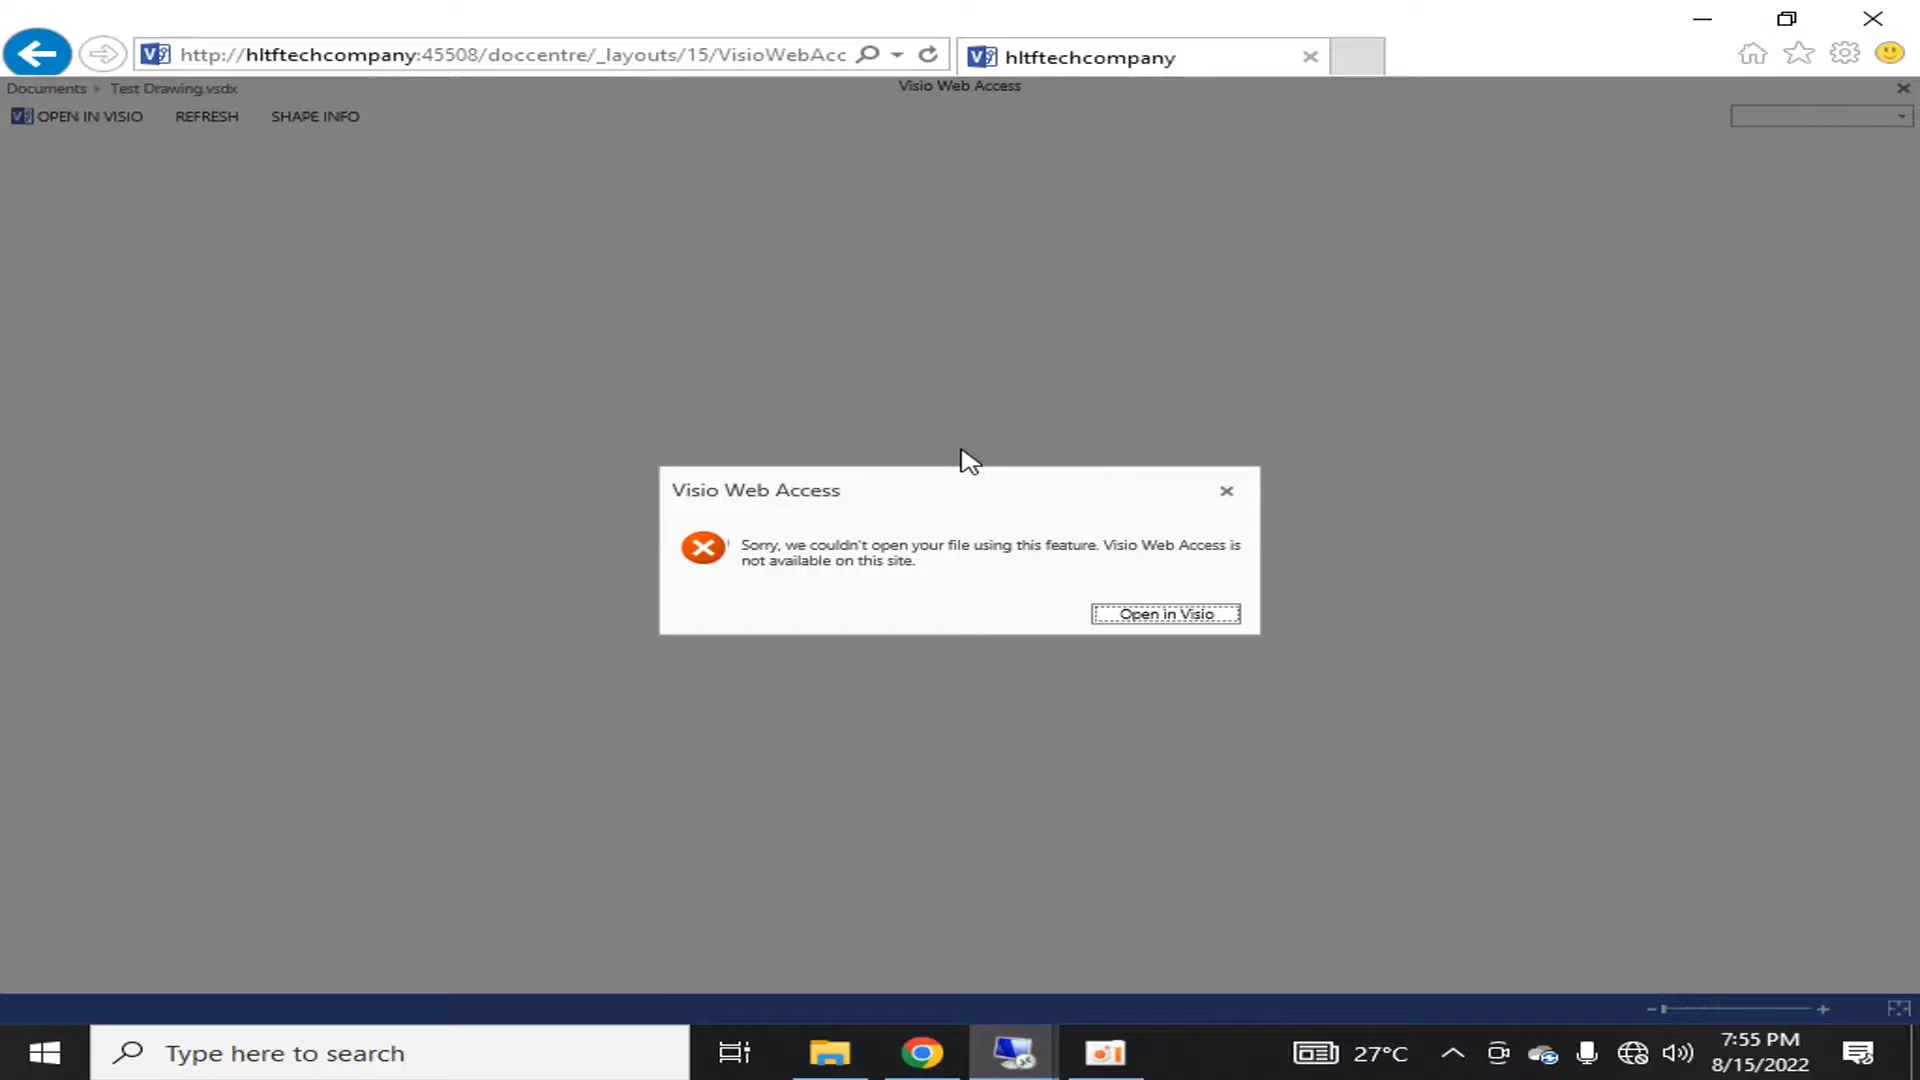 http://hltftechcompany:45508/doccentre/_layouts/15/VisioWebAcc
hltftechcompany
Documents
Test Drawing.vsdx
Visio Web Access
OPEN IN VISIO
REFRESH
SHAPE INFO
Visio Web Access
Sorry, we couldn't open your file using this feature. Visio Web Access is
not available on this site.
Open in Visio
Type here to search
27°C
7:55 PM
8/15/2022